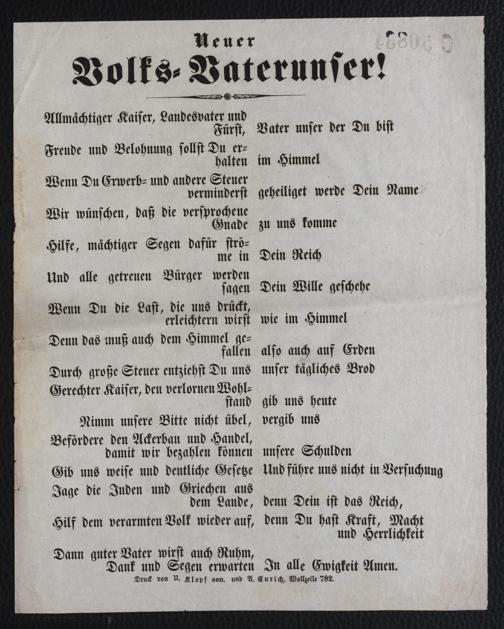 Neuer
Volks-Vaterunser!
Allmächtiger Kaiser, Landesvater und
Fürst, Vater unser der Du bist
Freude und Belohnung sollst Du er-
halten im Himmel
Wenn Du Erwerb- und andere Steuer
verminderst geheiliget werde Dein Name
Wir wünschen, daß die versprochene
Gnade zu uns komme
Hilfe, mächtiger Segen dafür strö-
me in Dein Reich
Und alle getreuen Bürger werden
sagen Dein Wille geschehe
Wenn Du die Last, die uns drückt,
erleichtern wirst wie im Himmel
Denn das muß auch dem Himmel ge-
fallen also auch auf Erden
Durch große Steuer entziehst Du uns unser tägliches Brod
Gerechter Kaiser, den verlornen Wohl-
stand gib uns heute
Nimm unsere Bitte nicht übel, vergib uns
Befördere den Ackerbau und Handel,
damit wir bezahlen können unsere Schulden
Gib uns weise und deutliche Gesetze Und führe uns nicht in Versuchung
Jage die Juden und Griechen aus
dem Lande, denn Dein ist das Reich,
Hilf dem verarmten Volk wieder auf, denn Du hast Kraft, Macht
und Herrlichkeit
Dann guter Vater wirst auch Ruhm,
Dank und Segen erwarten In alle Ewigkeit Amen.
Druck von U. Klopf sen. und A. Eurich, Wollzeile 782.